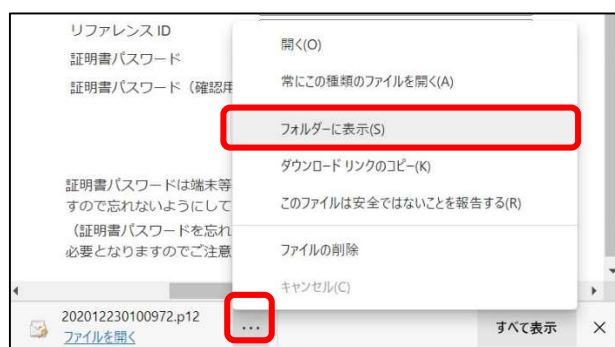 リファレンス ID
証明書パスワード
証明書パスワード（確認用
開く(O)
常にこの種類のファイルを開く(A)
フォルダーに表示(S)
ダウンロード リンクのコピー(K)
このファイルは安全ではないことを報告する(R)
ファイルの削除
キャンセル(C)
証明書パスワードは端末等
すので忘れないようにして
（証明書パスワードを忘れ
必要となりますのでご注意
202012230100972.p12
ファイルを開く
...
すべて表示